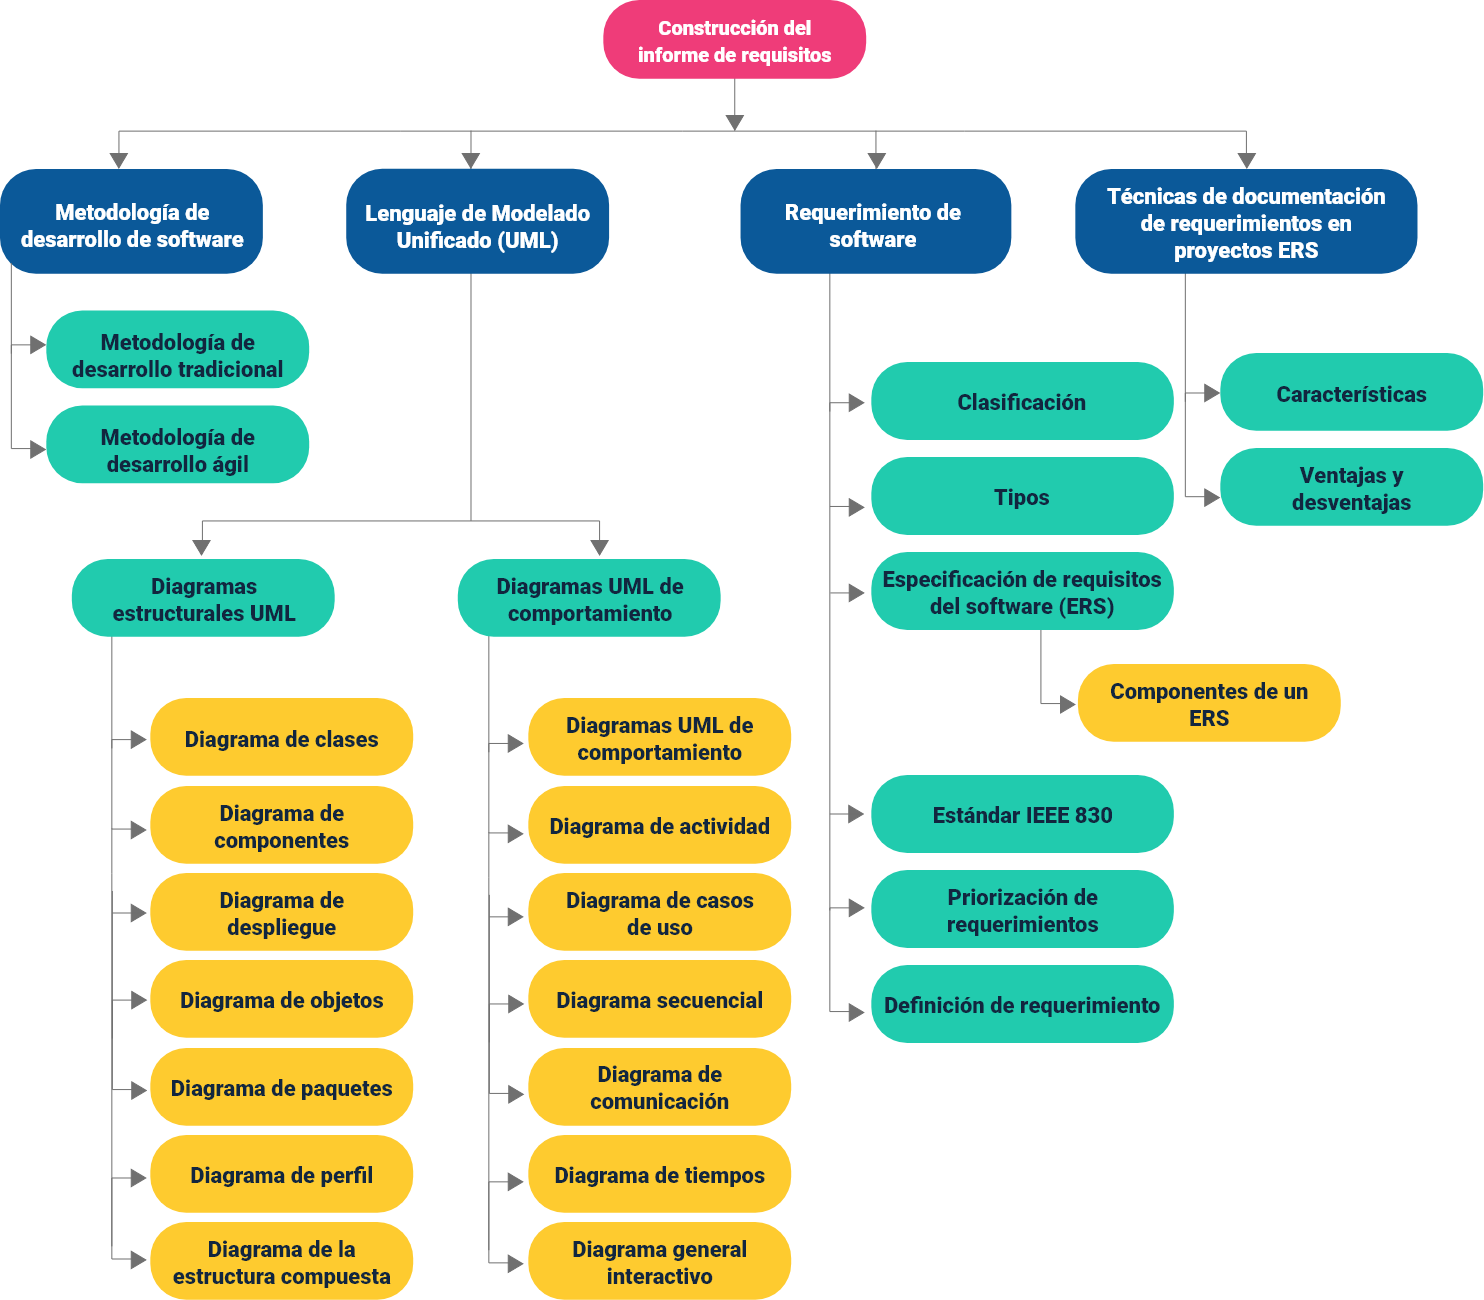 Construcción del
informe de requisitos
Metodología de
desarrollo de software
Metodología de
desarrollo tradicional
Metodología de
desarrollo ágil
Lenguaje de Modelado
Unificado (UML)
Diagramas
estructurales UML
Diagrama de clases
Diagrama de
componentes
Diagrama de
despliegue
Diagrama de objetos
Diagrama de paquetes
Diagrama de perfil
Diagrama de la
estructura compuesta
Diagramas UML de
comportamiento
Diagramas UML de
comportamiento
Diagrama de actividad
Diagrama de casos
de uso
Diagrama secuencial
Diagrama de
comunicación
Diagrama de tiempos
Diagrama general
interactivo
Requerimiento de
software
Clasificación
Tipos
Especificación de requisitos
del software (ERS)
Componentes de un
ERS
Estándar IEEE 830
Priorización de
requerimientos
Definición de requerimiento
Técnicas de documentación
de requerimientos en
proyectos ERS
Características
Ventajas y
desventajas